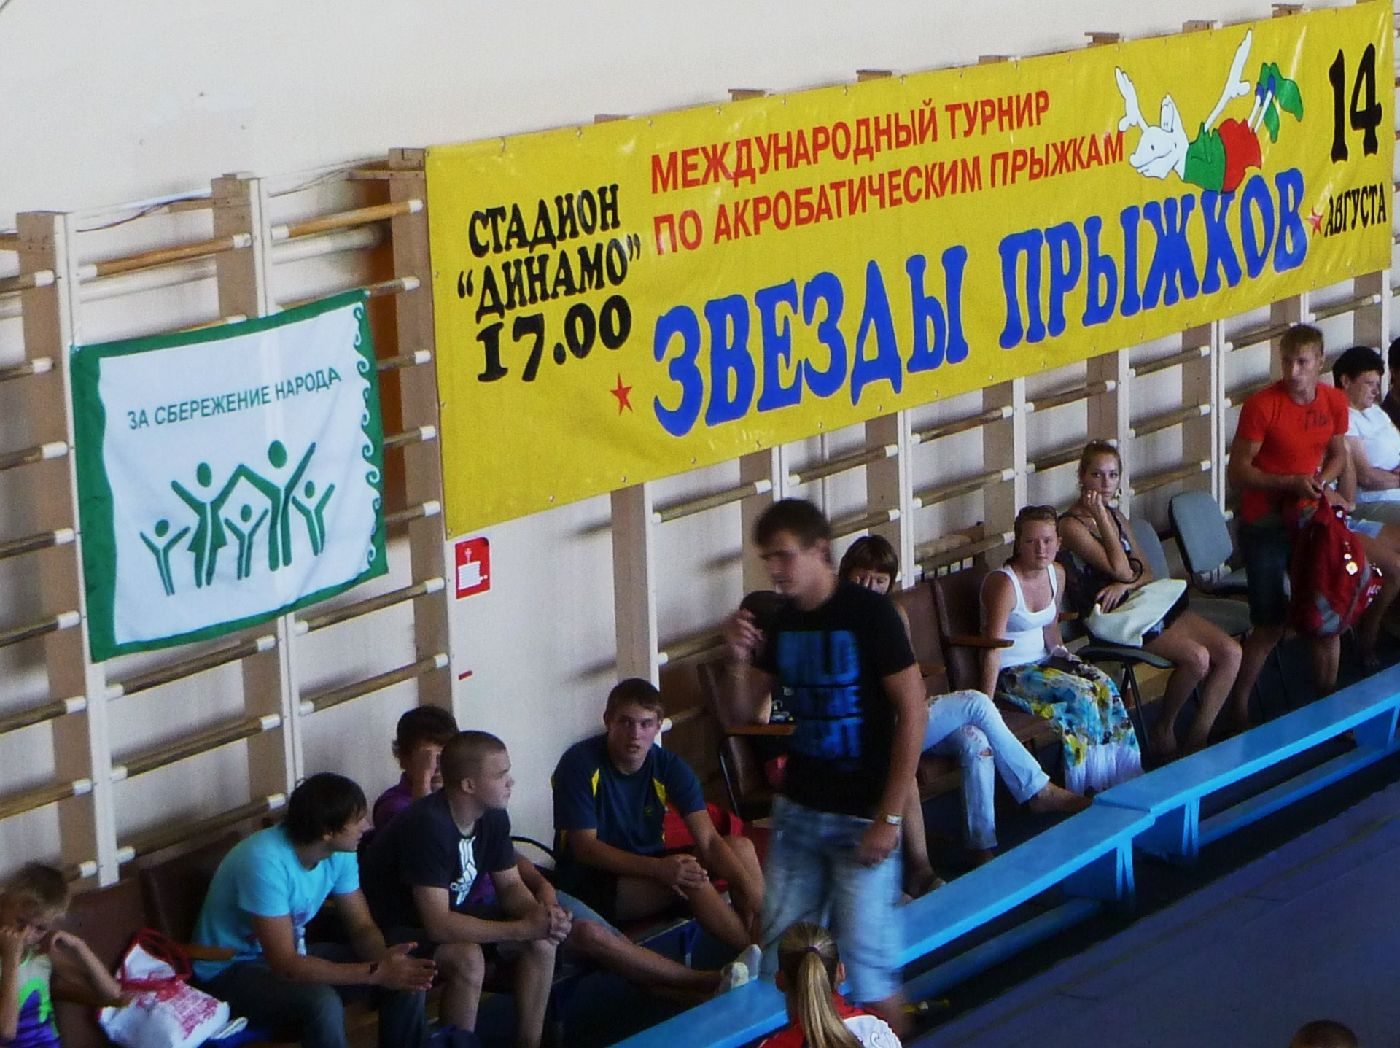 СТАДИОН
“ДИНАМО”
17.00
МЕЖДУНАРОДНЫЙ ТУРНИР
ПО АКРОБАТИЧЕСКИМ ПРЫЖКАМ
ЗВЕЗДЫ ПРЫЖКОВ
14
АВГУСТА
ЗА СБЕРЕЖЕНИЕ НАРОДА